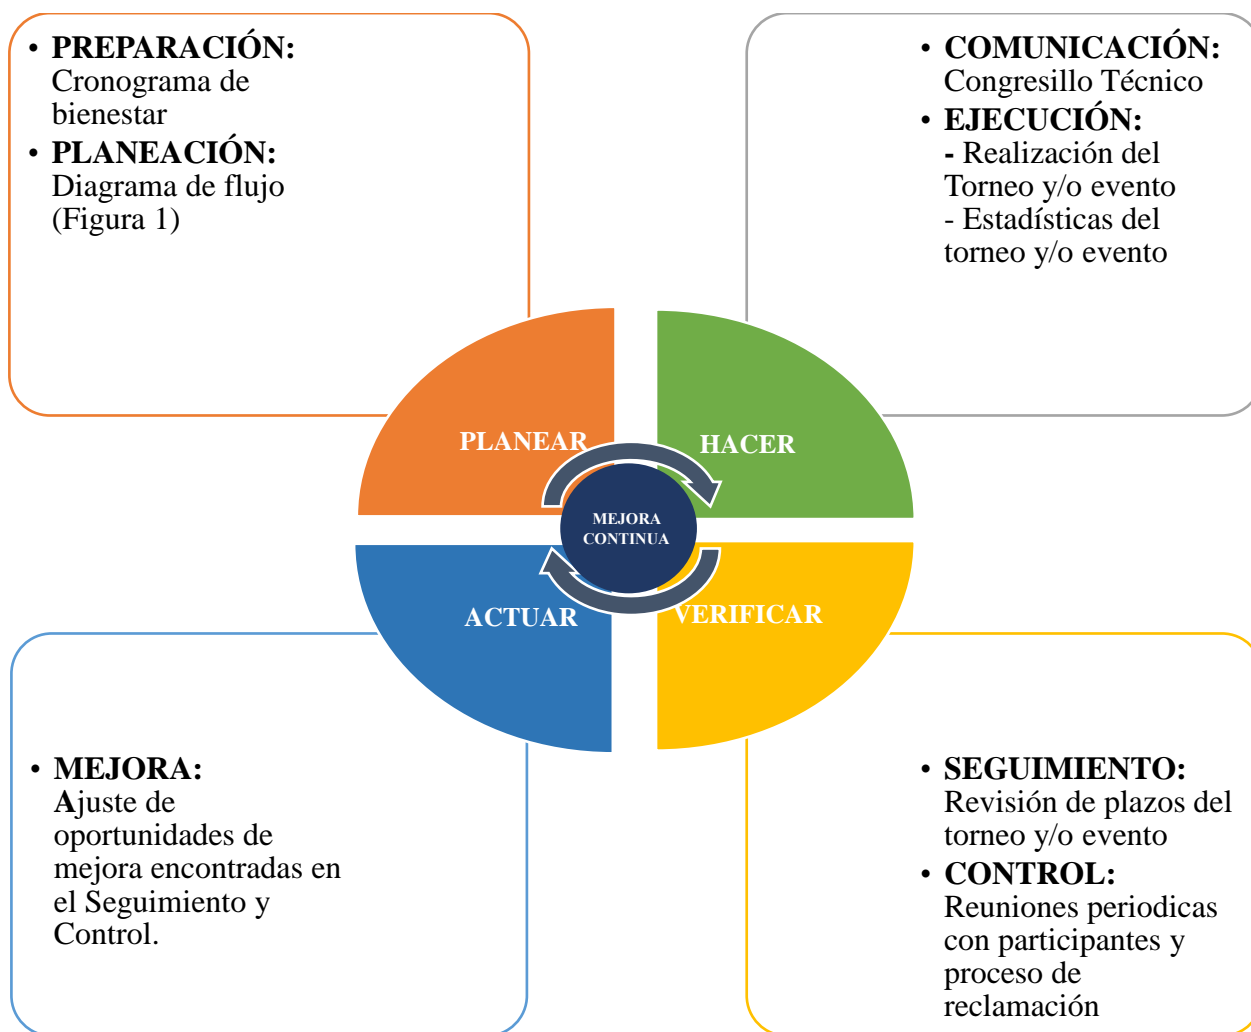 • PREPARACIÓN:
Cronograma de
bienestar
• PLANEACIÓN:
Diagrama de flujo
(Figura 1)
• COMUNICACIÓN:
Congresillo Técnico
• EJECUCIÓN:
- Realización del
Torneo y/o evento
- Estadísticas del
torneo y/o evento
PLANEAR
HACER
MEJORA
CONTINUA
ACTUAR
VERIFICAR
• MEJORA:
Ajuste de
oportunidades de
mejora encontradas en
el Seguimiento y
Control.
• SEGUIMIENTO:
Revisión de plazos del
torneo y/o evento
• CONTROL:
Reuniones periodicas
con participantes y
proceso de
reclamación